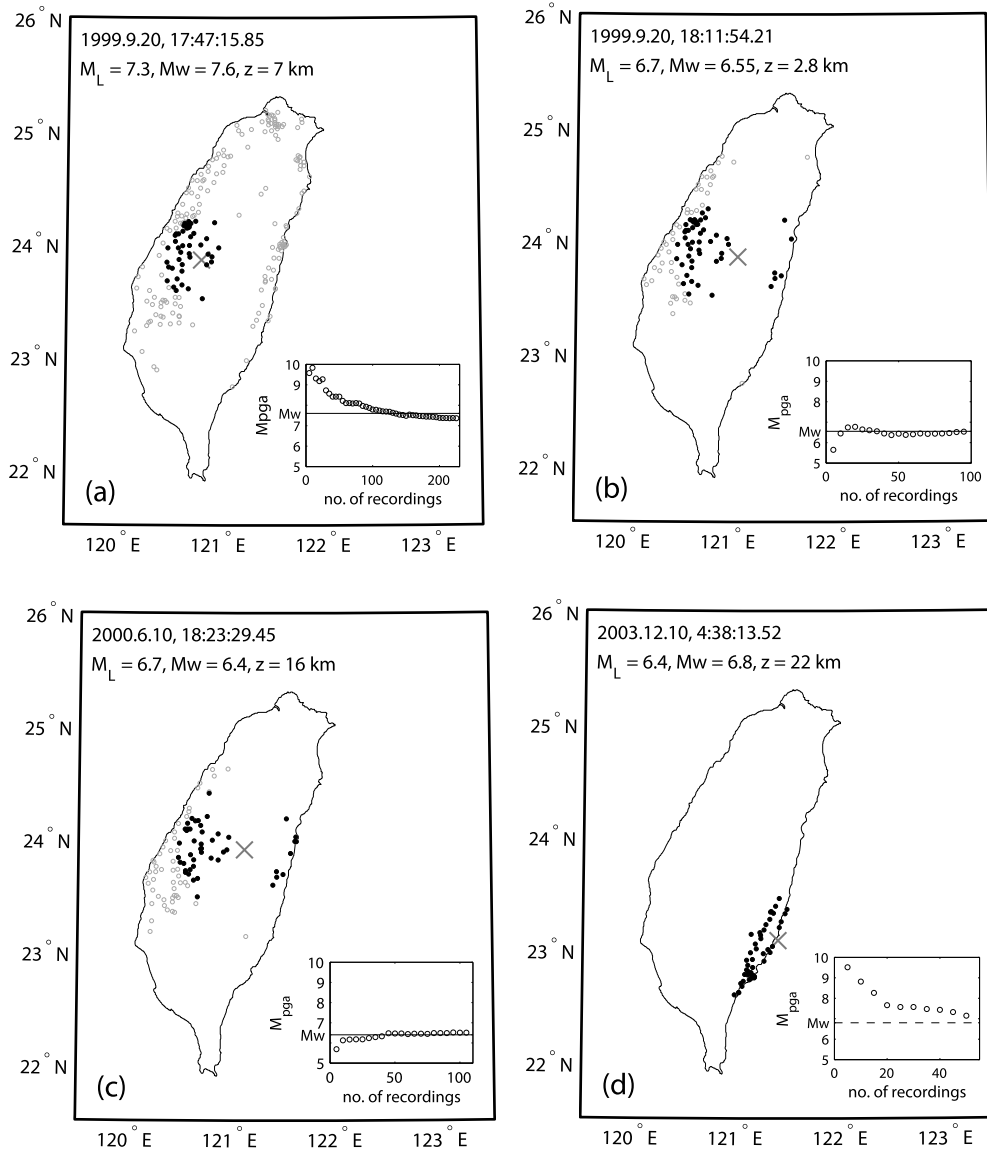 26° N
1999.9.20, 17:47:15.85
M_L = 7.3, Mw = 7.6, z = 7 km
25° N
24° N
23° N
22° N
10
9
8
Mw
7
6
5
Mpga
0 100 200
no. of recordings
(a)
120° E 121° E 122° E 123° E
26° N
1999.9.20, 18:11:54.21
M_L = 6.7, Mw = 6.55, z = 2.8 km
25° N
24° N
23° N
22° N
10
9
8
7
Mw
6
5
M_pga
0 50 100
no. of recordings
(b)
120° E 121° E 122° E 123° E
26° N
2000.6.10, 18:23:29.45
M_L = 6.7, Mw = 6.4, z = 16 km
25° N
24° N
23° N
22° N
10
9
8
7
Mw
6
5
M_pga
0 50 100
no. of recordings
(c)
120° E 121° E 122° E 123° E
26° N
2003.12.10, 4:38:13.52
M_L = 6.4, Mw = 6.8, z = 22 km
25° N
24° N
23° N
22° N
10
9
8
7
Mw
6
5
M_pga
0 20 40
no. of recordings
(d)
120° E 121° E 122° E 123° E